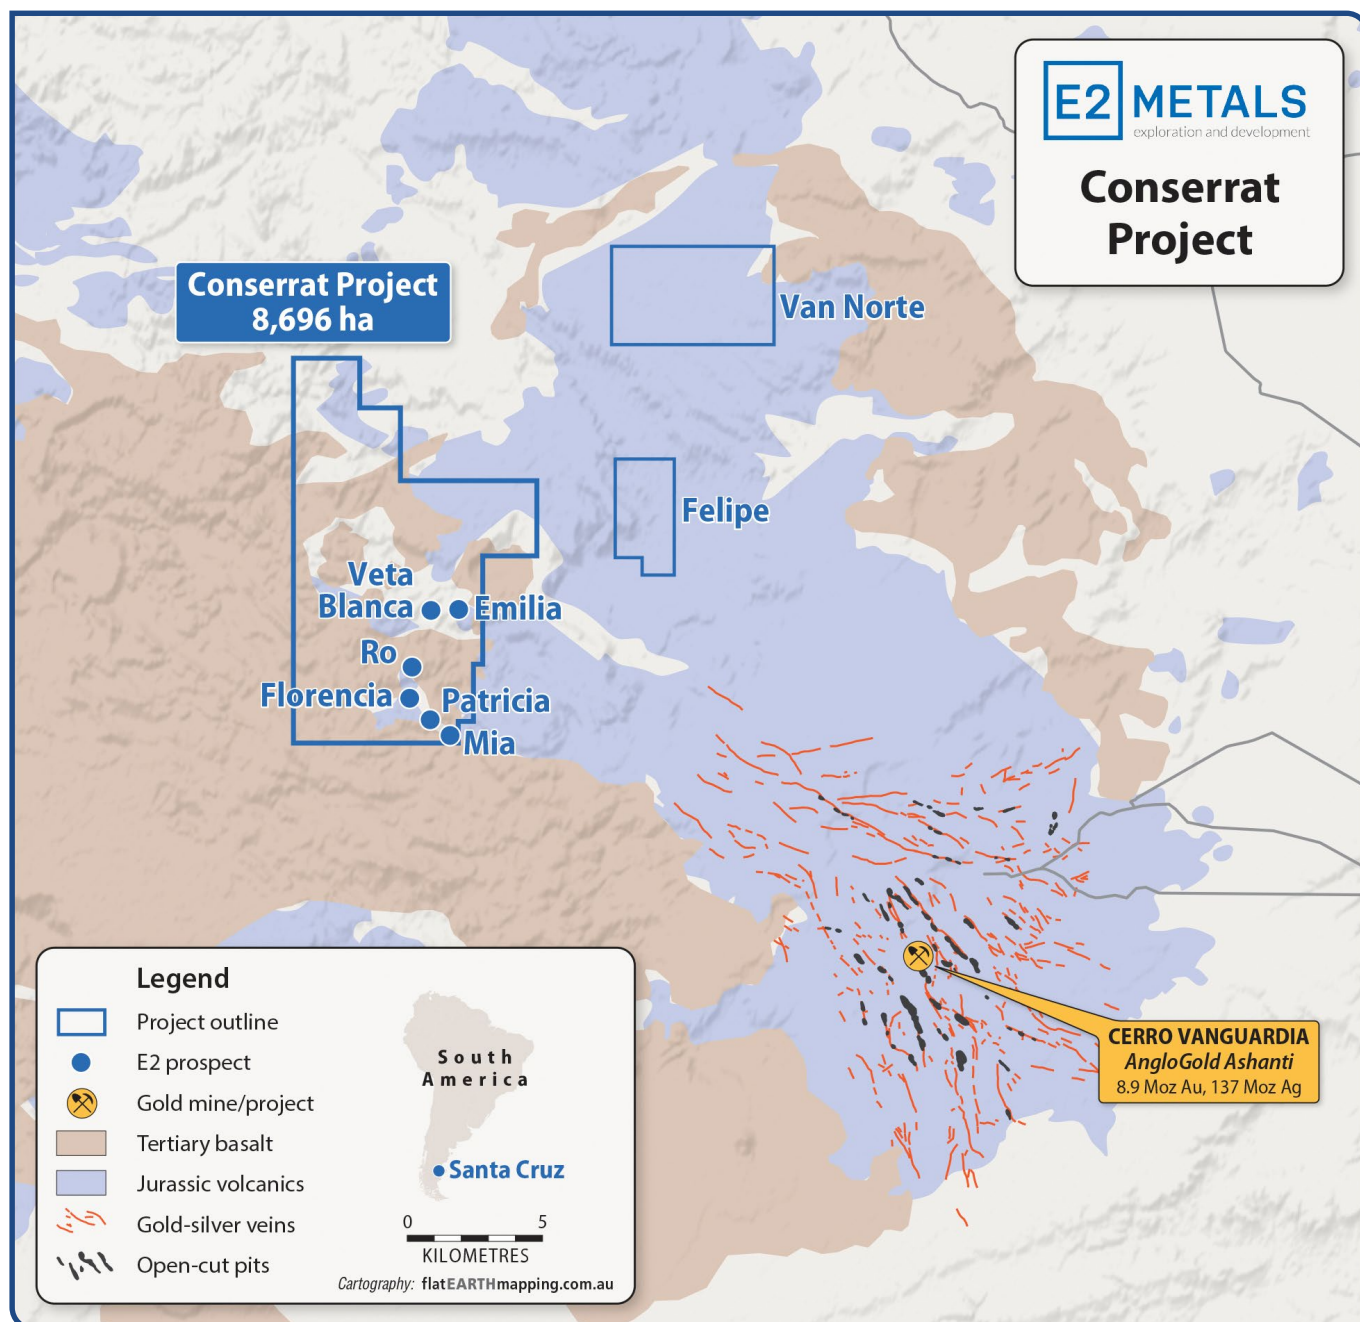 E2 METALS
exploration and development
Conserrat
Project
Conserrat Project
8,696 ha
Van Norte
Felipe
Veta
Blanca
Emilia
Ro
Florencia
Patricia
Mia
CERRO VANGUARDIA
AngloGold Ashanti
8.9 Moz Au, 137 Moz Ag
Legend
Project outline
E2 prospect
Gold mine/project
Tertiary basalt
Jurassic volcanics
Gold-silver veins
Open-cut pits
South
America
Santa Cruz
0 5
KILOMETRES
Cartography: flatEARTHmapping.com.au